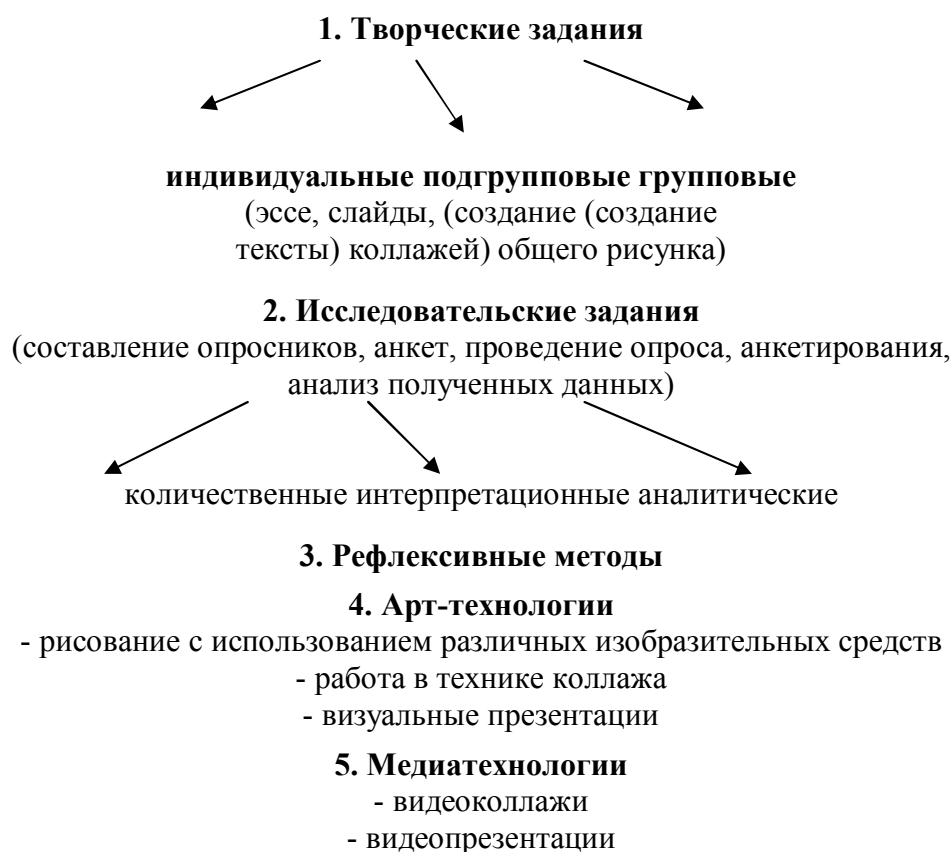 1. Творческие задания
индивидуальные подгрупповые групповые
(эссе, слайды, (создание (создание
тексты) коллажей) общего рисунка)
2. Исследовательские задания
(составление опросников, анкет, проведение опроса, анкетирования,
анализ полученных данных)
количественные интерпретационные аналитические
3. Рефлексивные методы
4. Арт-технологии
- рисование с использованием различных изобразительных средств
- работа в технике коллажа
- визуальные презентации
5. Медиатехнологии
- видеоколлажи
- видеопрезентации